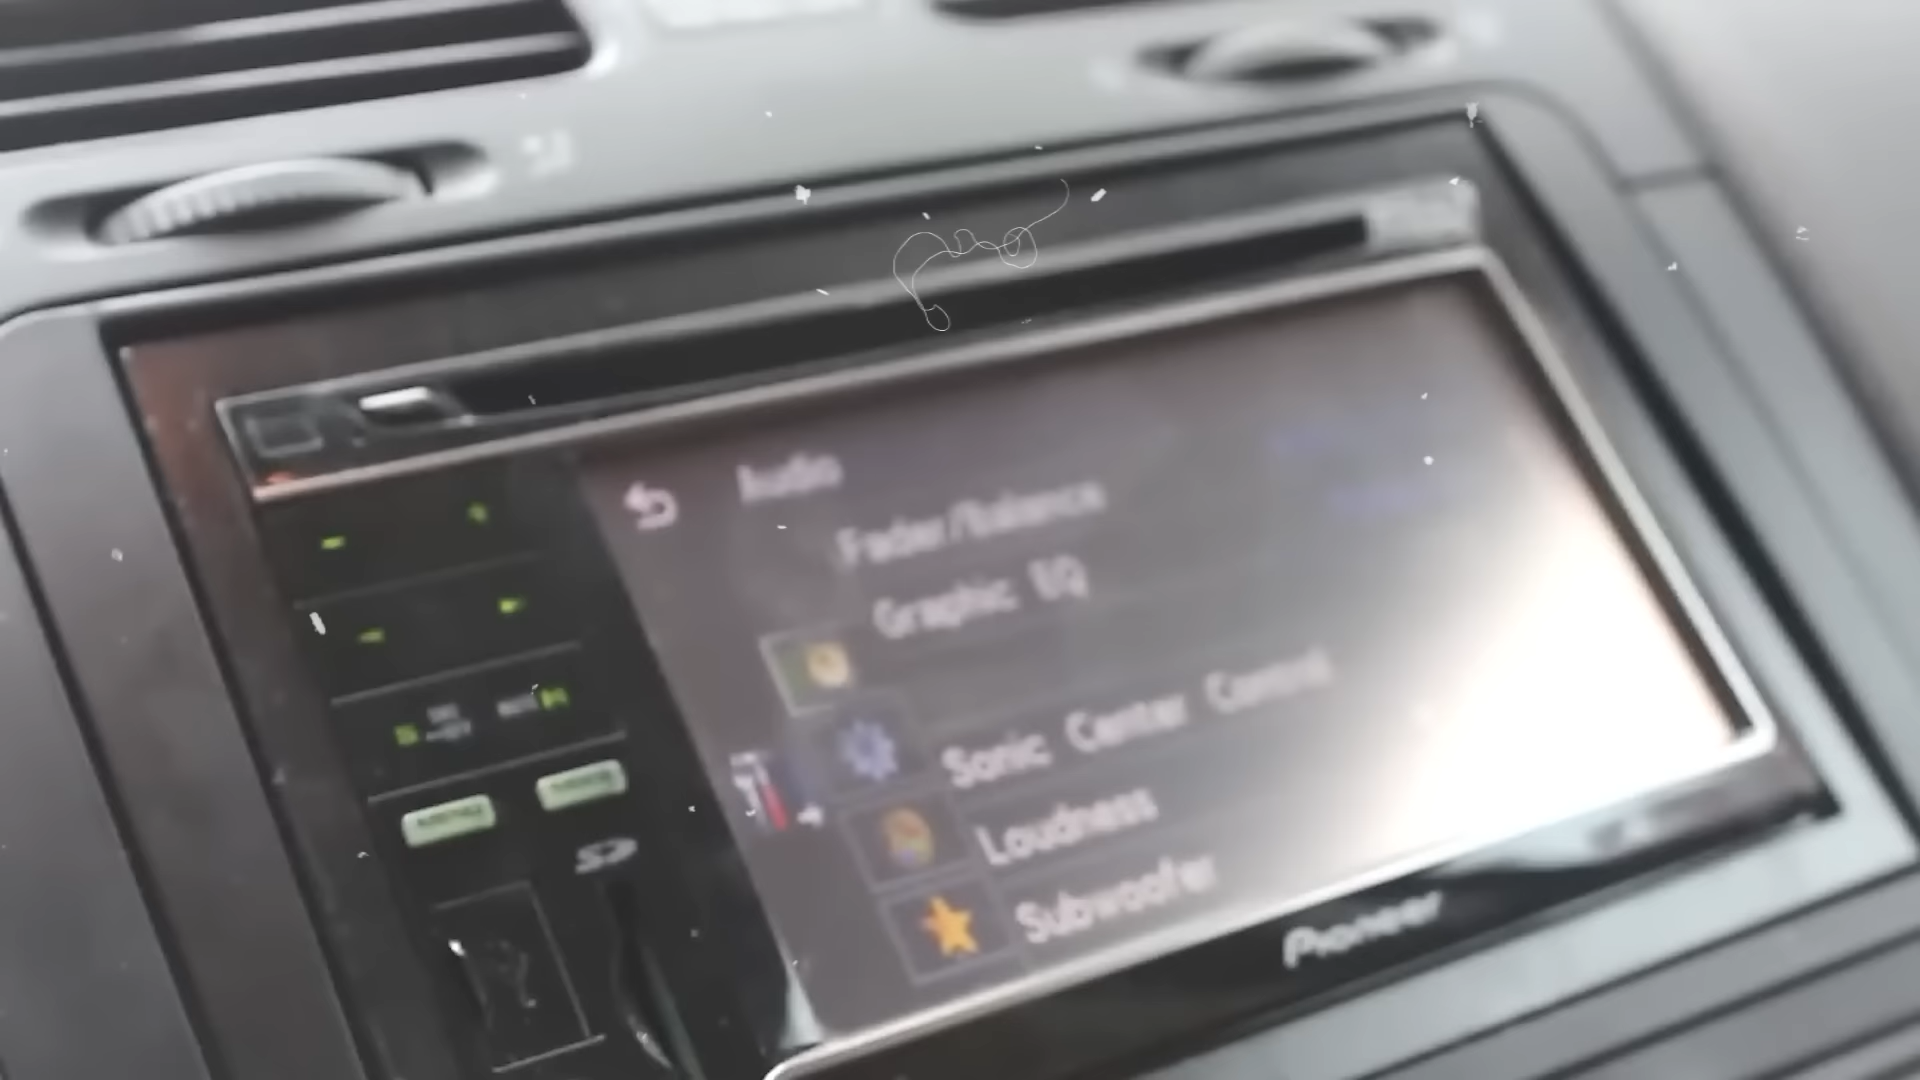 Audio
Fader/Balance
Graphic EQ
Sonic Center Control
Loudness
Subwoofer
SD
Pioneer